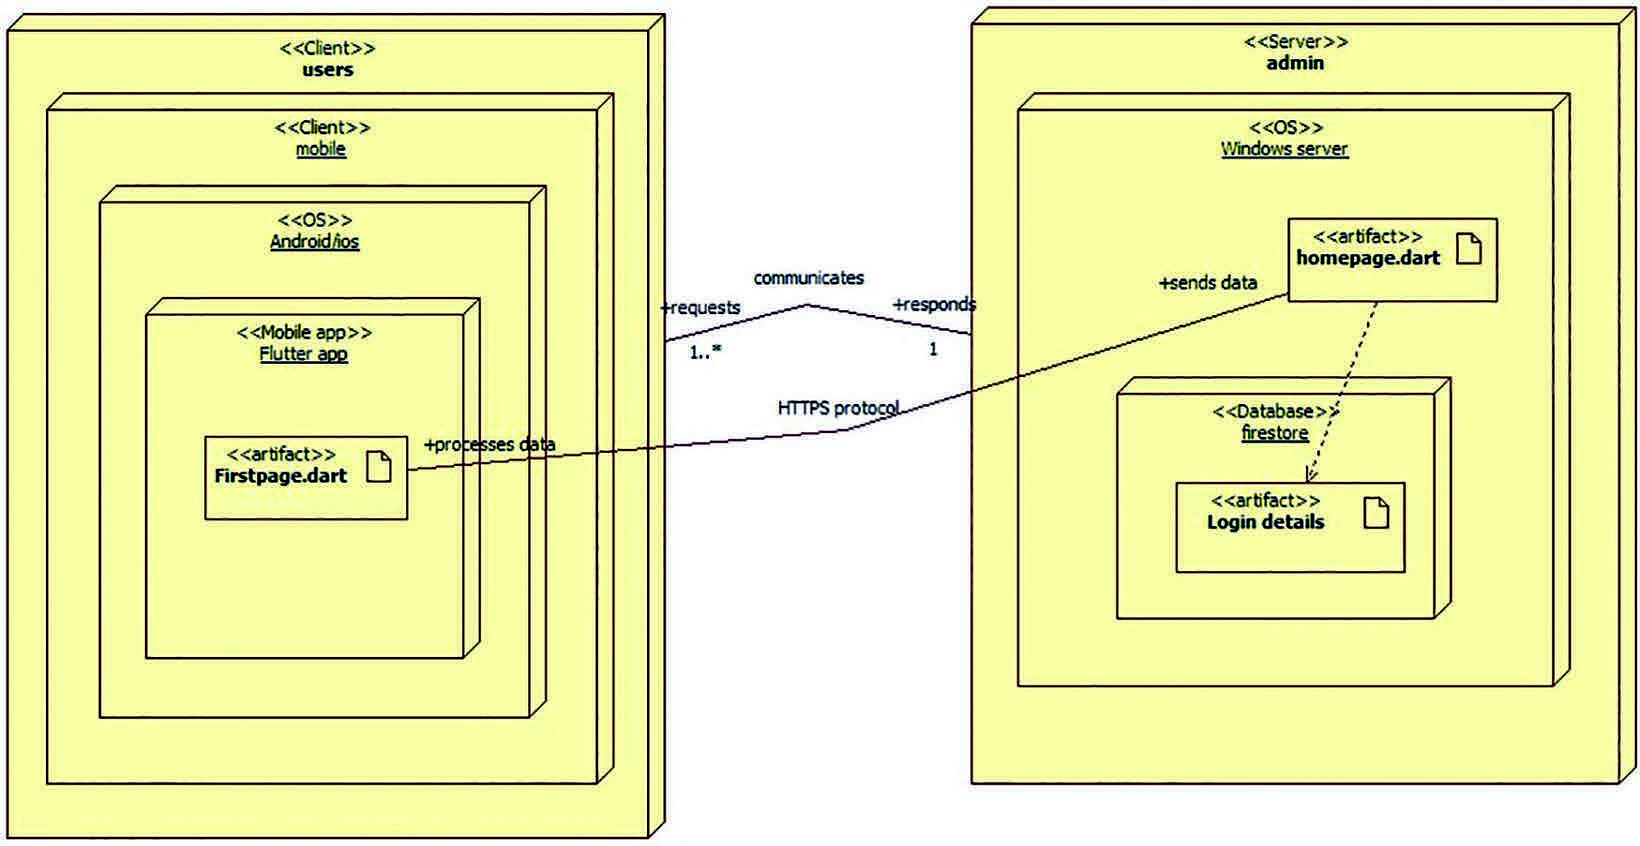 <<Client>>
users
<<Client>>
mobile
<<OS>>
Android/ios
<<Mobile app>>
Flutter app
<<artifact>>
Firstpage.dart
+processes data
communicates
+requests
+responds
1..*
1
HTTPS protocol
+sends data
<<Server>>
admin
<<OS>>
Windows server
<<artifact>>
homepage.dart
<<Database>>
firestore
<<artifact>>
Login details